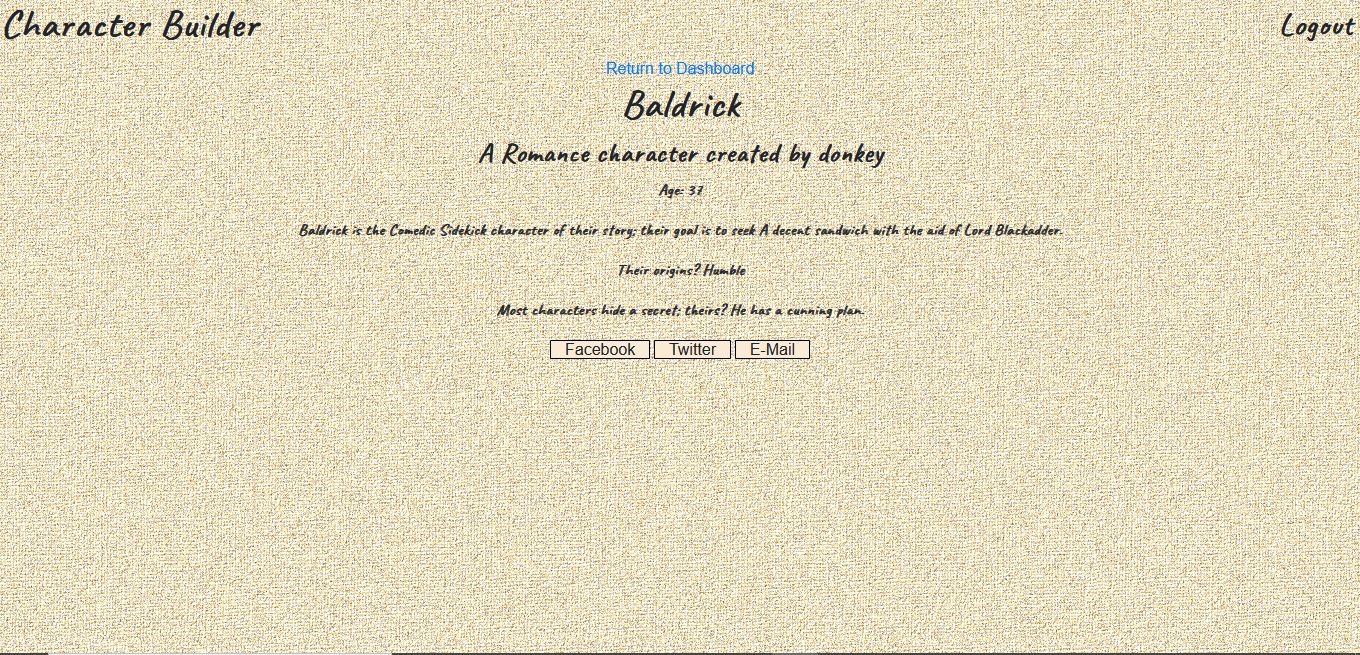 Character Builder
Logout
Return to Dashboard
Baldrick
A Romance character created by donkey
Age: 37
Baldrick is the Comedic Sidekick character of their story; their goal is to seek A decent sandwich with the aid of Lord Blackadder.
Their origins? Humble
Most characters hide a secret; theirs? He has a cunning plan.
Facebook Twitter E-Mail